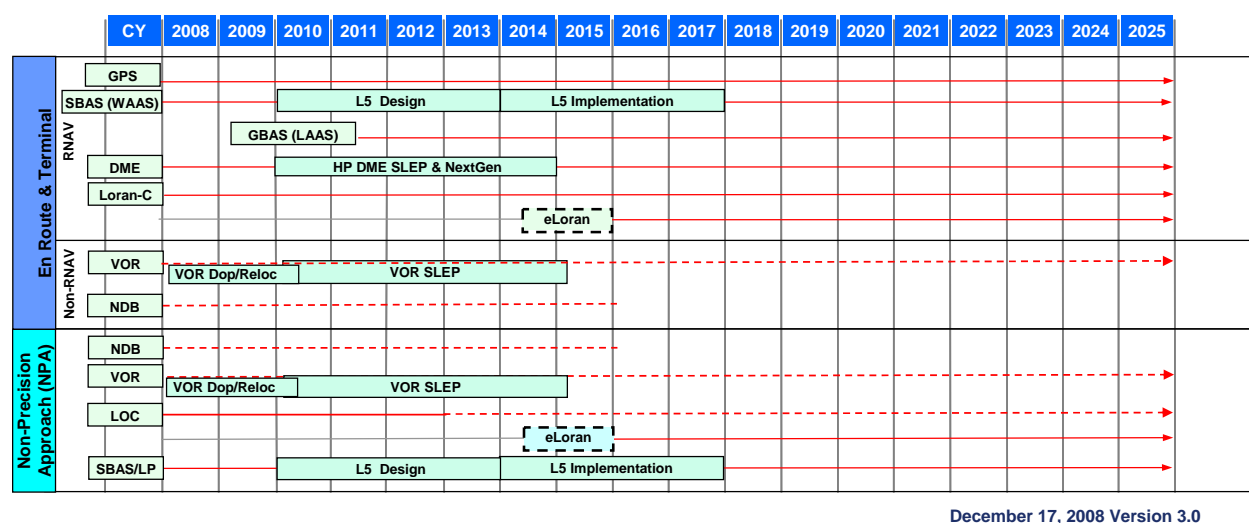 CY 2008 2009 2010 2011 2012 2013 2014 2015 2016 2017 2018 2019 2020 2021 2022 2023 2024 2025
En Route & Terminal
RNAV
GPS
SBAS (WAAS) L5 Design L5 Implementation
GBAS (LAAS)
DME HP DME SLEP & NextGen
Loran-C
eLoran
Non-RNAV
VOR
VOR Dop/Reloc VOR SLEP
NDB
Non-Precision
Approach (NPA)
NDB
VOR
VOR Dop/Reloc VOR SLEP
LOC
eLoran
SBAS/LP L5 Design L5 Implementation
December 17, 2008 Version 3.0